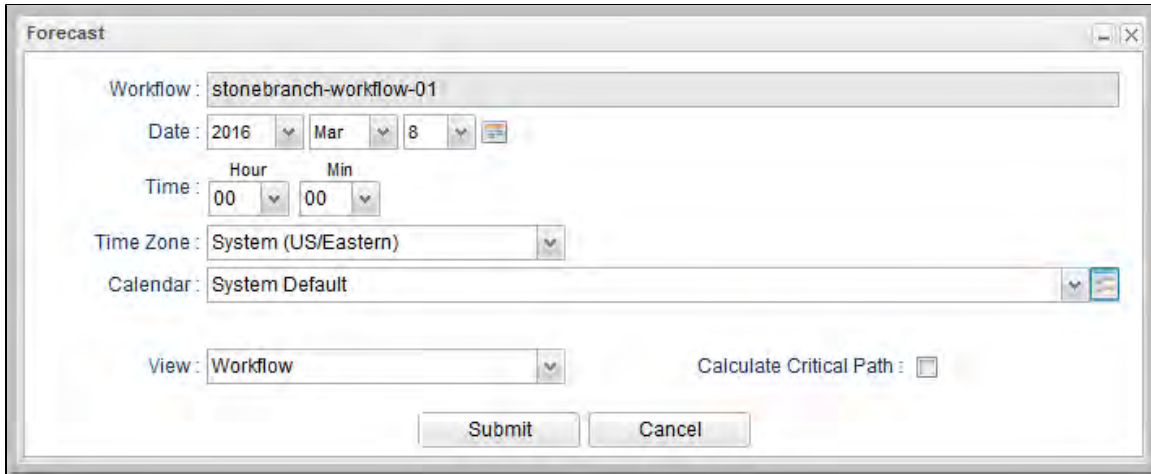 Forecast
Workflow : stonebranch-workflow-01
Date : 2016 Mar 8
Hour Min
Time : 00 00
Time Zone : System (US/Eastern)
Calendar : System Default
View : Workflow Calculate Critical Path :
Submit Cancel